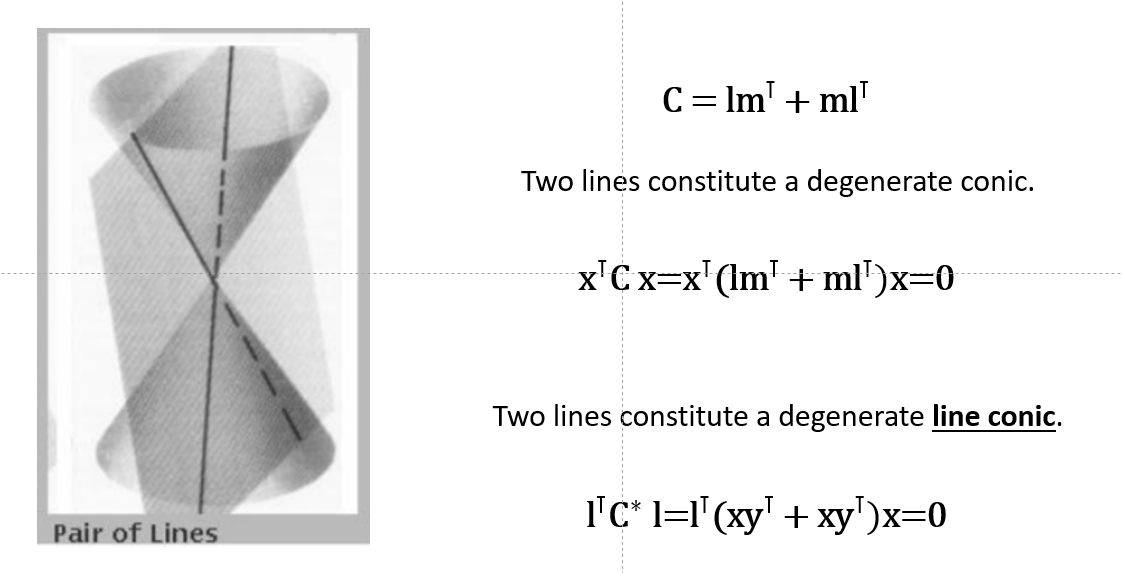 C = lmᵀ + mlᵀ
Two lines constitute a degenerate conic.
xᵀC x=xᵀ(lmᵀ + mlᵀ)x=0
Two lines constitute a degenerate line conic.
lᵀC* l=lᵀ(xyᵀ + xyᵀ)x=0
Pair of Lines